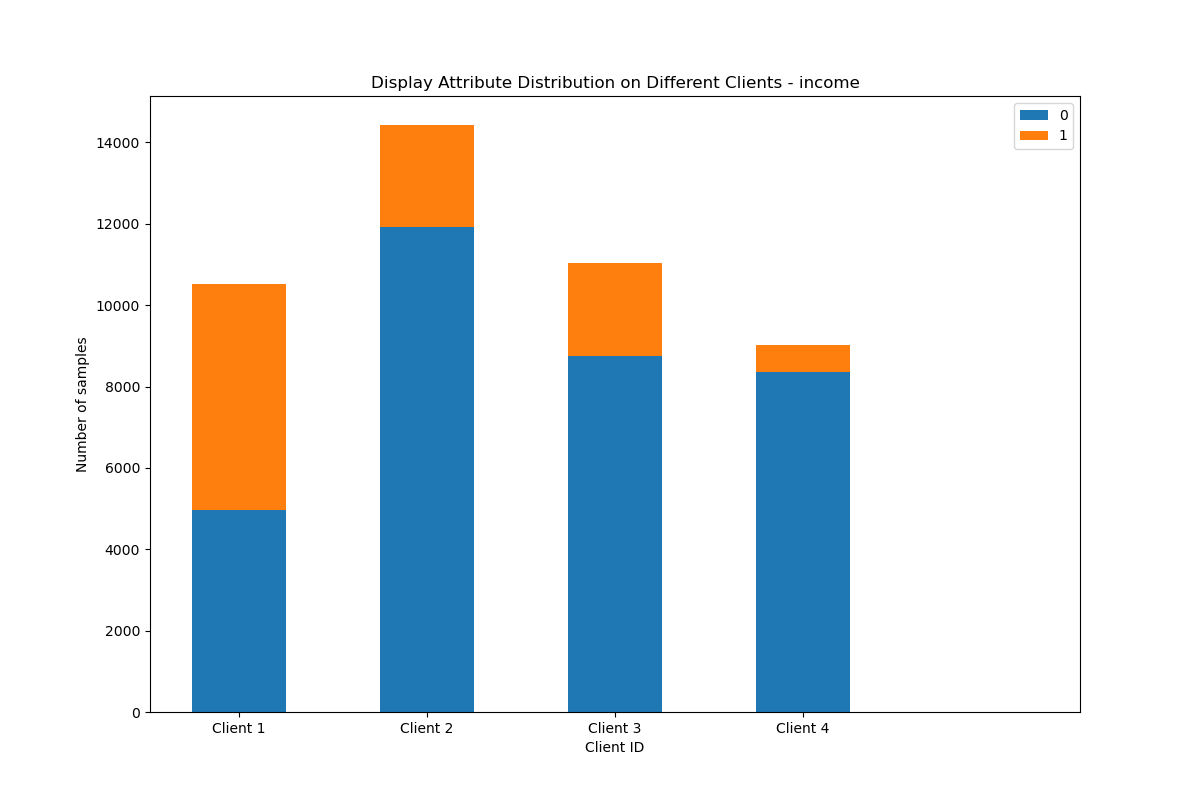 Display Attribute Distribution on Different Clients - income
0
1
Number of samples
14000
12000
10000
8000
6000
4000
2000
0
Client 1
Client 2
Client 3
Client 4
Client ID